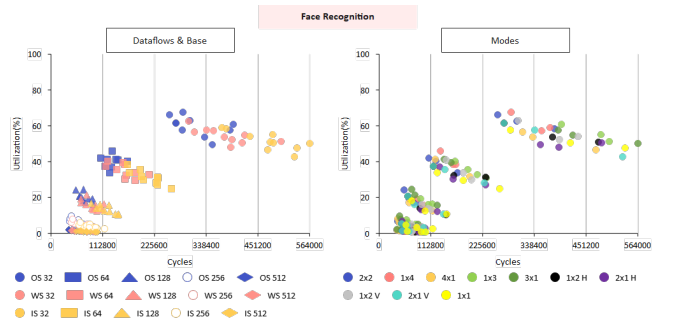 Face Recognition
Dataflows & Base
Modes
100
80
60
40
20
0
Utilization(%)
0 112800 225600 338400 451200 564000
Cycles
100
80
60
40
20
0
Utilization(%)
0 112800 225600 338400 451200 564000
Cycles
OS 32 OS 64 OS 128 OS 256 OS 512
WS 32 WS 64 WS 128 WS 256 WS 512
IS 32 IS 64 IS 128 IS 256 IS 512
2x2 1x4 4x1 1x3 3x1 1x2 H 2x1 H
1x2 V 2x1 V 1x1